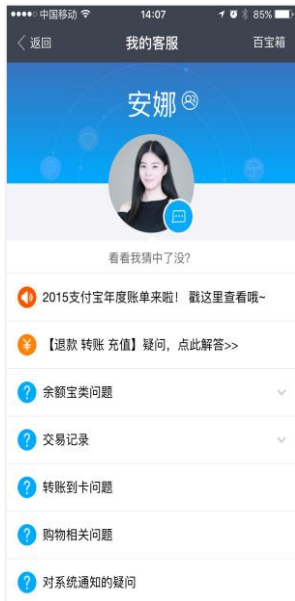 中国移动 14:07 85%
返回 我的客服 百宝箱
安娜
看看我猜中了没?
2015支付宝年度账单来啦! 戳这里查看哦~
【退款 转账 充值】疑问，点此解答>>
余额宝类问题
交易记录
转账到卡问题
购物相关问题
对系统通知的疑问